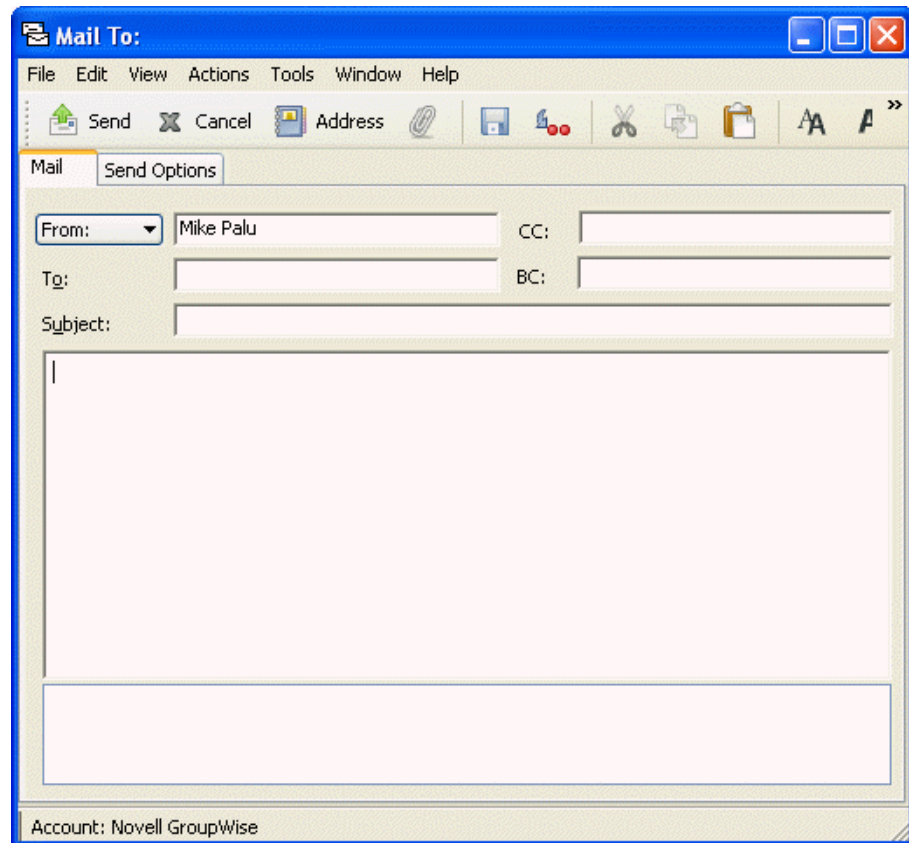 Mail To:
File Edit View Actions Tools Window Help
Send Cancel Address AA A »
Mail Send Options
From: Mike Palu CC:
To: BC:
Subject:
Account: Novell GroupWise